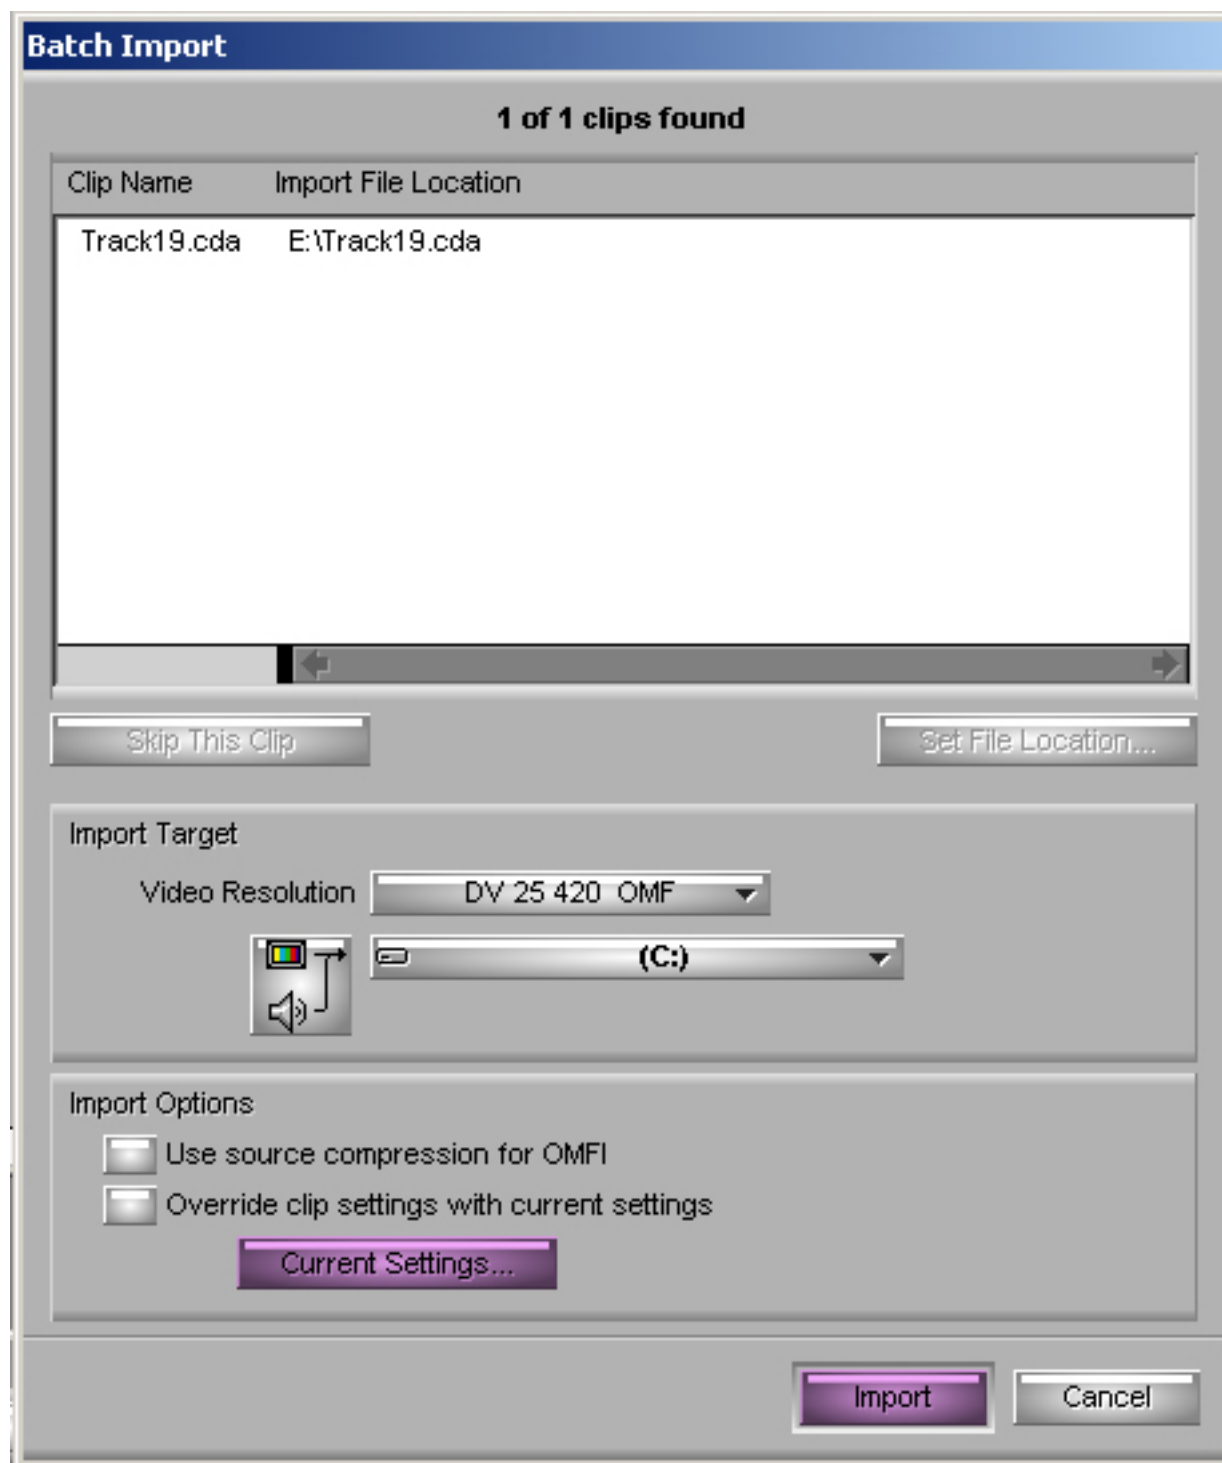 Batch Import
1 of 1 clips found
Clip Name Import File Location
Track19.cda E:\Track19.cda
Skip This Clip Set File Location...
Import Target
Video Resolution DV 25 420 OMF
(C:)
Import Options
Use source compression for OMFI
Override clip settings with current settings
Current Settings...
Import Cancel